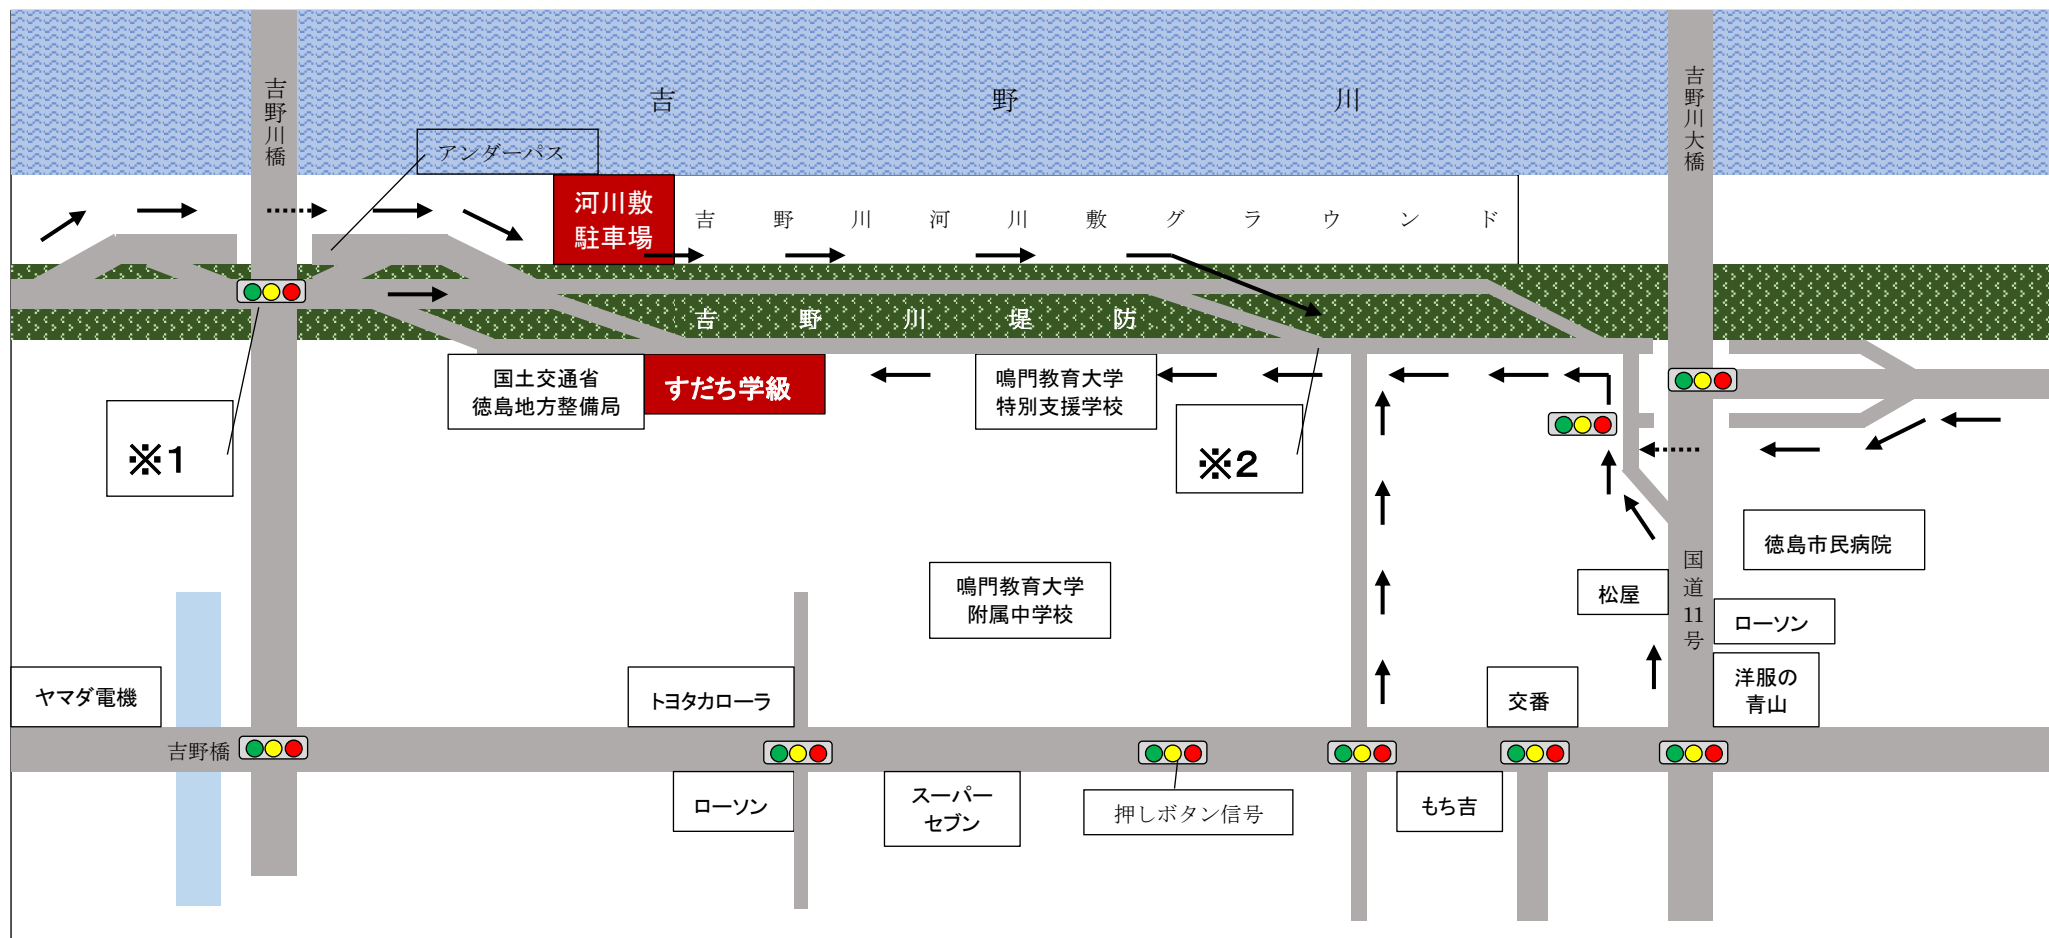 吉野川
吉野川橋
吉野川大橋
アンダーパス
河川敷
駐車場
吉野川河川敷グラウンド
吉野川堤防
国土交通省
徳島地方整備局
すだち学級
鳴門教育大学
特別支援学校
※1
※2
徳島市民病院
国道11号
松屋
ローソン
鳴門教育大学
附属中学校
ヤマダ電機
トヨタカローラ
交番
洋服の
青山
吉野橋
ローソン
スーパー
セブン
押しボタン信号
もち吉